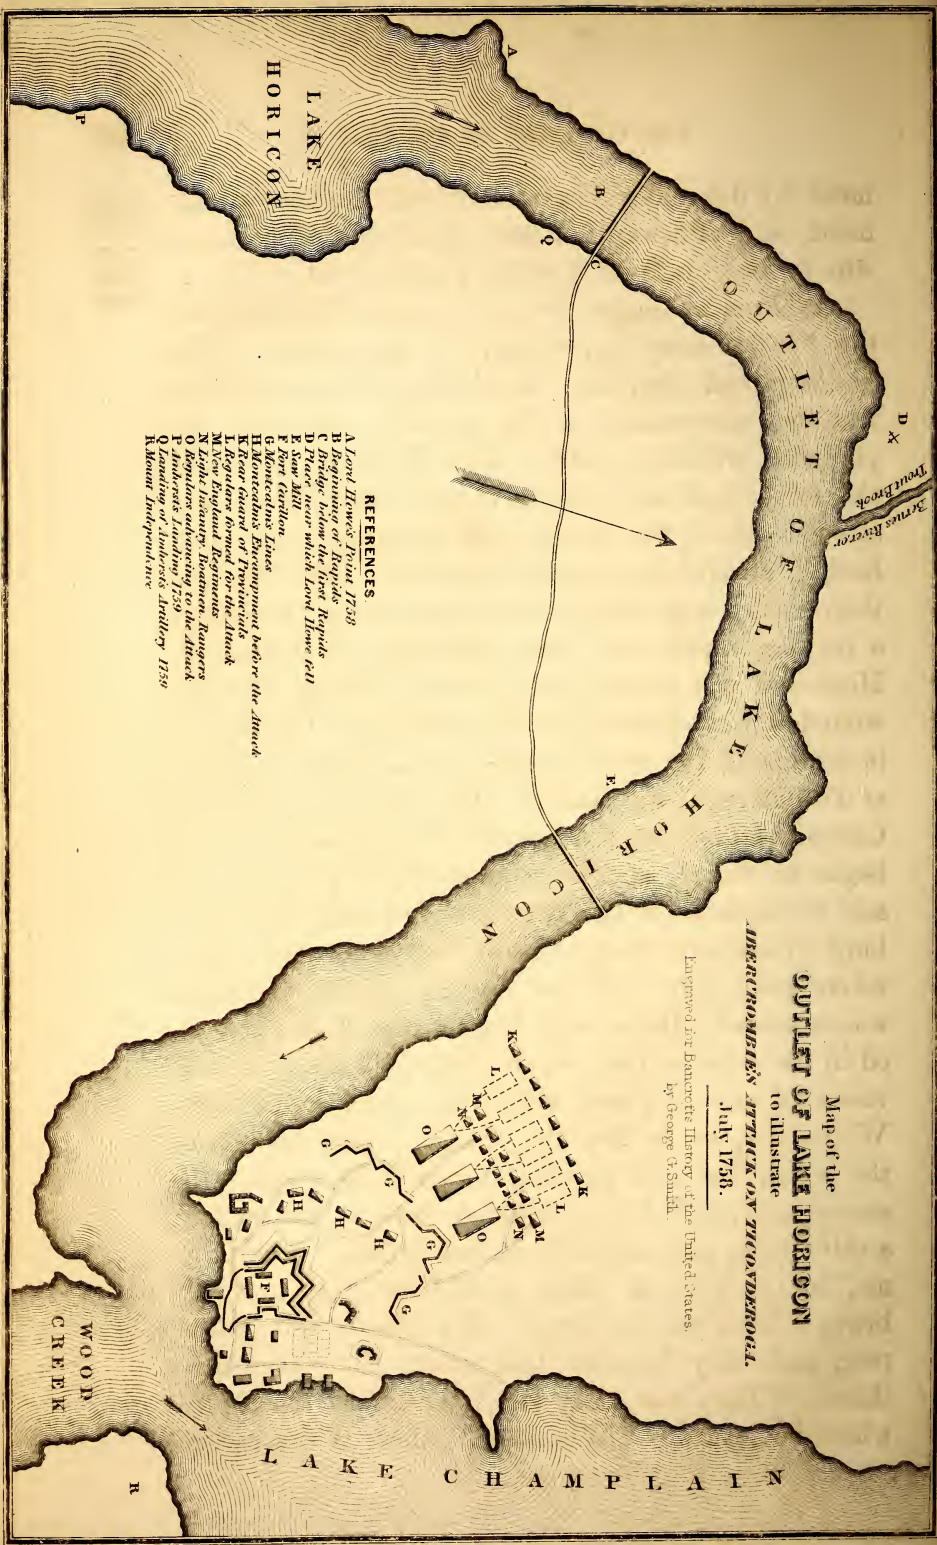 Map of the
OUTLET OF LAKE HORICON
to illustrate
ABERCROMBIE'S ATTACK ON TICONDEROGA.
July 1758.
Engraved for Bancrofts History of the United States.
by George G. Smith.
REFERENCES
A Lord Howe's Point 1758
B Beginning of Rapids
C Bridge below the first Rapids
D Place near which Lord Howe fell
E Saw Mill
F Fort Carillon
G Montcalm's Lines
H Montcalm's Encampment before the Attack
K Rear Guard of Provincials
L Regulars formed for the Attack
M New England Regiments
N Light Infantry, Boatmen, Rangers
O Regulars advancing to the Attack
P Amherst's Landing 1759
Q Landing of Amherst's Artillery 1759
R Mount Independence
LAKE
HORICON
OUTLET OF LAKE HORICON
Trout Brook
WOOD
CREEK
LAKE CHAMPLAIN
A
B
C
D
E
P
Q
R
K
K
L
L
M
M
N
N
O
O
G
G
G
G
H
H
H
F